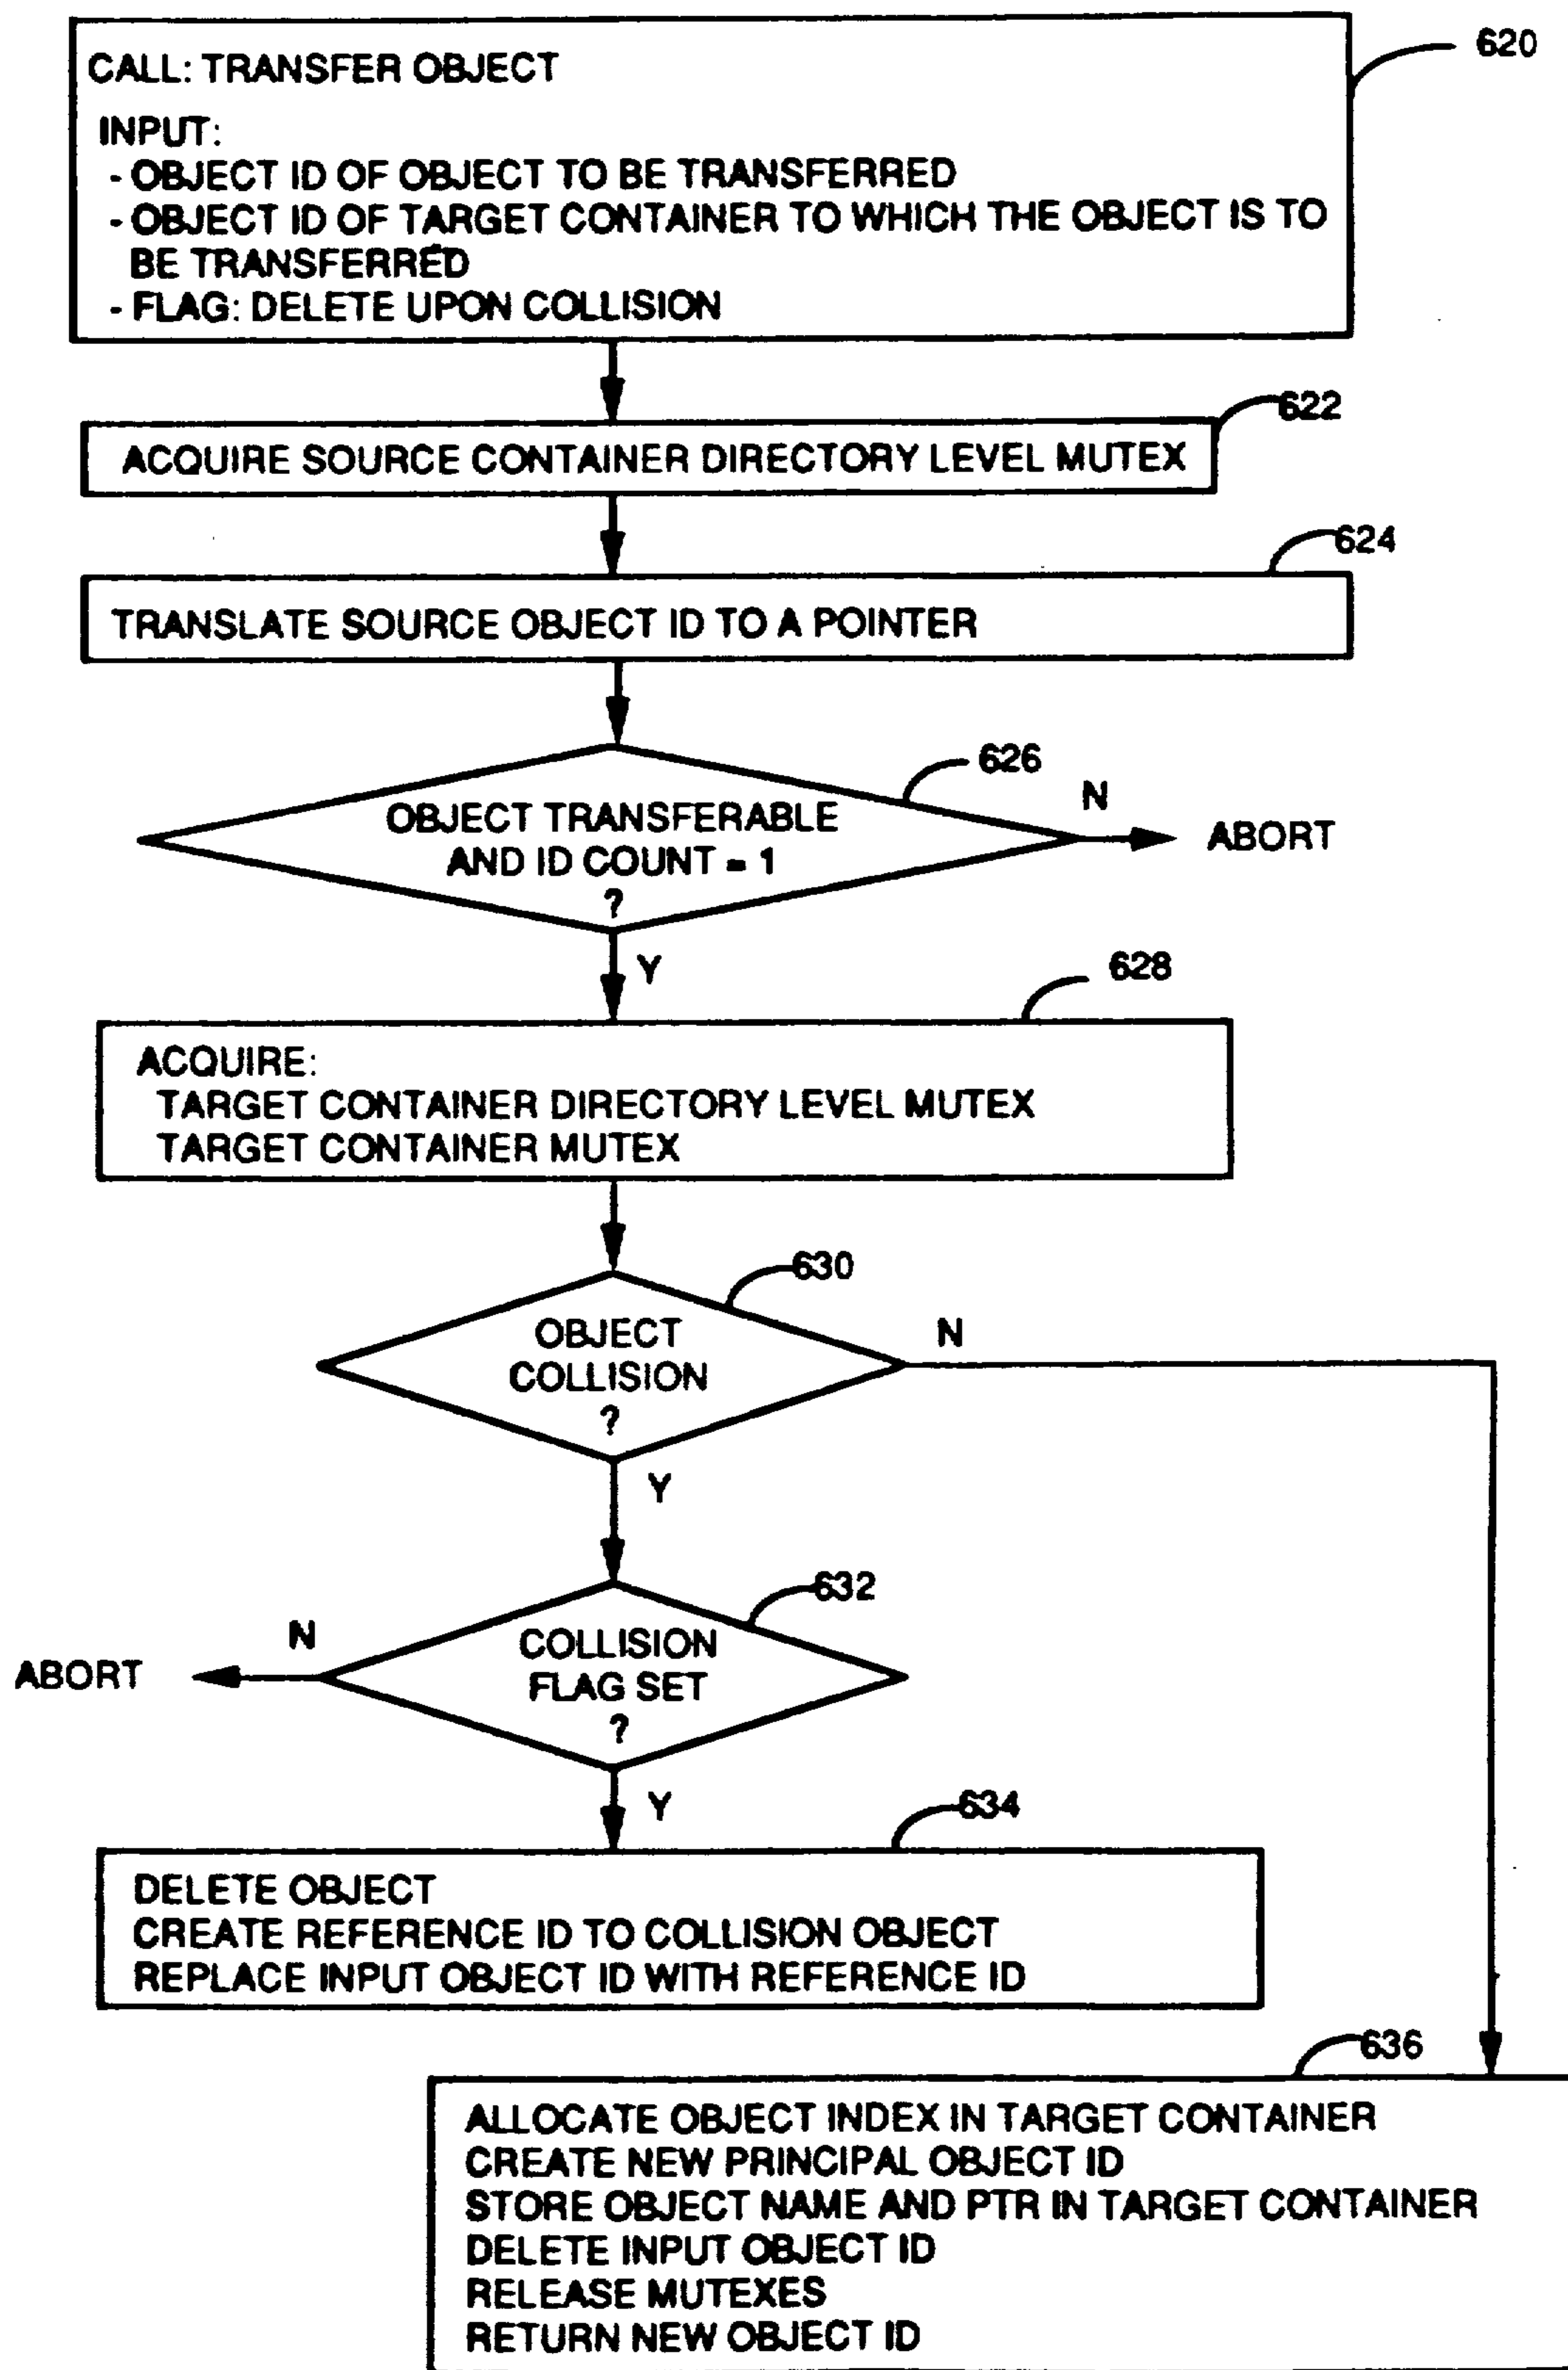 620
CALL: TRANSFER OBJECT
INPUT:
- OBJECT ID OF OBJECT TO BE TRANSFERRED
- OBJECT ID OF TARGET CONTAINER TO WHICH THE OBJECT IS TO
BE TRANSFERRED
- FLAG: DELETE UPON COLLISION
622
ACQUIRE SOURCE CONTAINER DIRECTORY LEVEL MUTEX
624
TRANSLATE SOURCE OBJECT ID TO A POINTER
626
OBJECT TRANSFERABLE
AND ID COUNT = 1
?
N
ABORT
Y
628
ACQUIRE:
TARGET CONTAINER DIRECTORY LEVEL MUTEX
TARGET CONTAINER MUTEX
630
OBJECT
COLLISION
?
N
Y
632
COLLISION
FLAG SET
?
N
ABORT
Y
634
DELETE OBJECT
CREATE REFERENCE ID TO COLLISION OBJECT
REPLACE INPUT OBJECT ID WITH REFERENCE ID
636
ALLOCATE OBJECT INDEX IN TARGET CONTAINER
CREATE NEW PRINCIPAL OBJECT ID
STORE OBJECT NAME AND PTR IN TARGET CONTAINER
DELETE INPUT OBJECT ID
RELEASE MUTEXES
RETURN NEW OBJECT ID